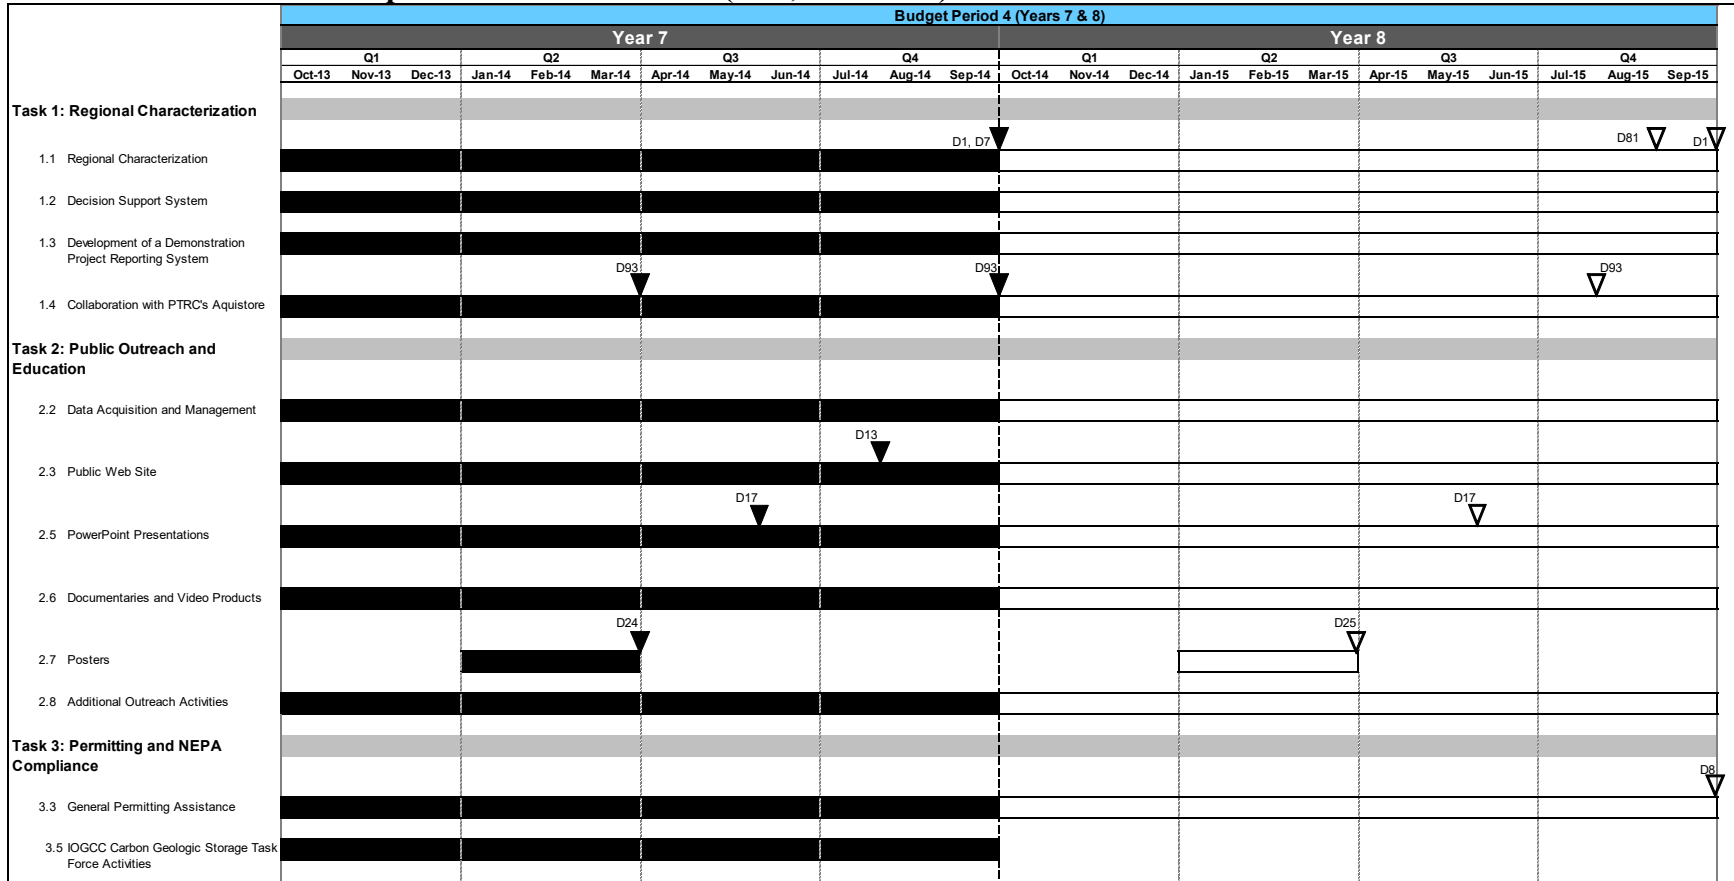 Budget Period 4 (Years 7 & 8)
Year 7 Year 8
Q1 Q2 Q3 Q4 Q1 Q2 Q3 Q4
Oct-13 Nov-13 Dec-13 Jan-14 Feb-14 Mar-14 Apr-14 May-14 Jun-14 Jul-14 Aug-14 Sep-14 Oct-14 Nov-14 Dec-14 Jan-15 Feb-15 Mar-15 Apr-15 May-15 Jun-15 Jul-15 Aug-15 Sep-15
Task 1: Regional Characterization
D1, D7 D81 D1
1.1 Regional Characterization
1.2 Decision Support System
1.3 Development of a Demonstration
Project Reporting System
D93 D93 D93
1.4 Collaboration with PTRC's Aquistore
Task 2: Public Outreach and
Education
2.2 Data Acquisition and Management
D13
2.3 Public Web Site
D17 D17
2.5 PowerPoint Presentations
2.6 Documentaries and Video Products
D24 D25
2.7 Posters
2.8 Additional Outreach Activities
Task 3: Permitting and NEPA
Compliance
D8
3.3 General Permitting Assistance
3.5 IOGCC Carbon Geologic Storage Task
Force Activities